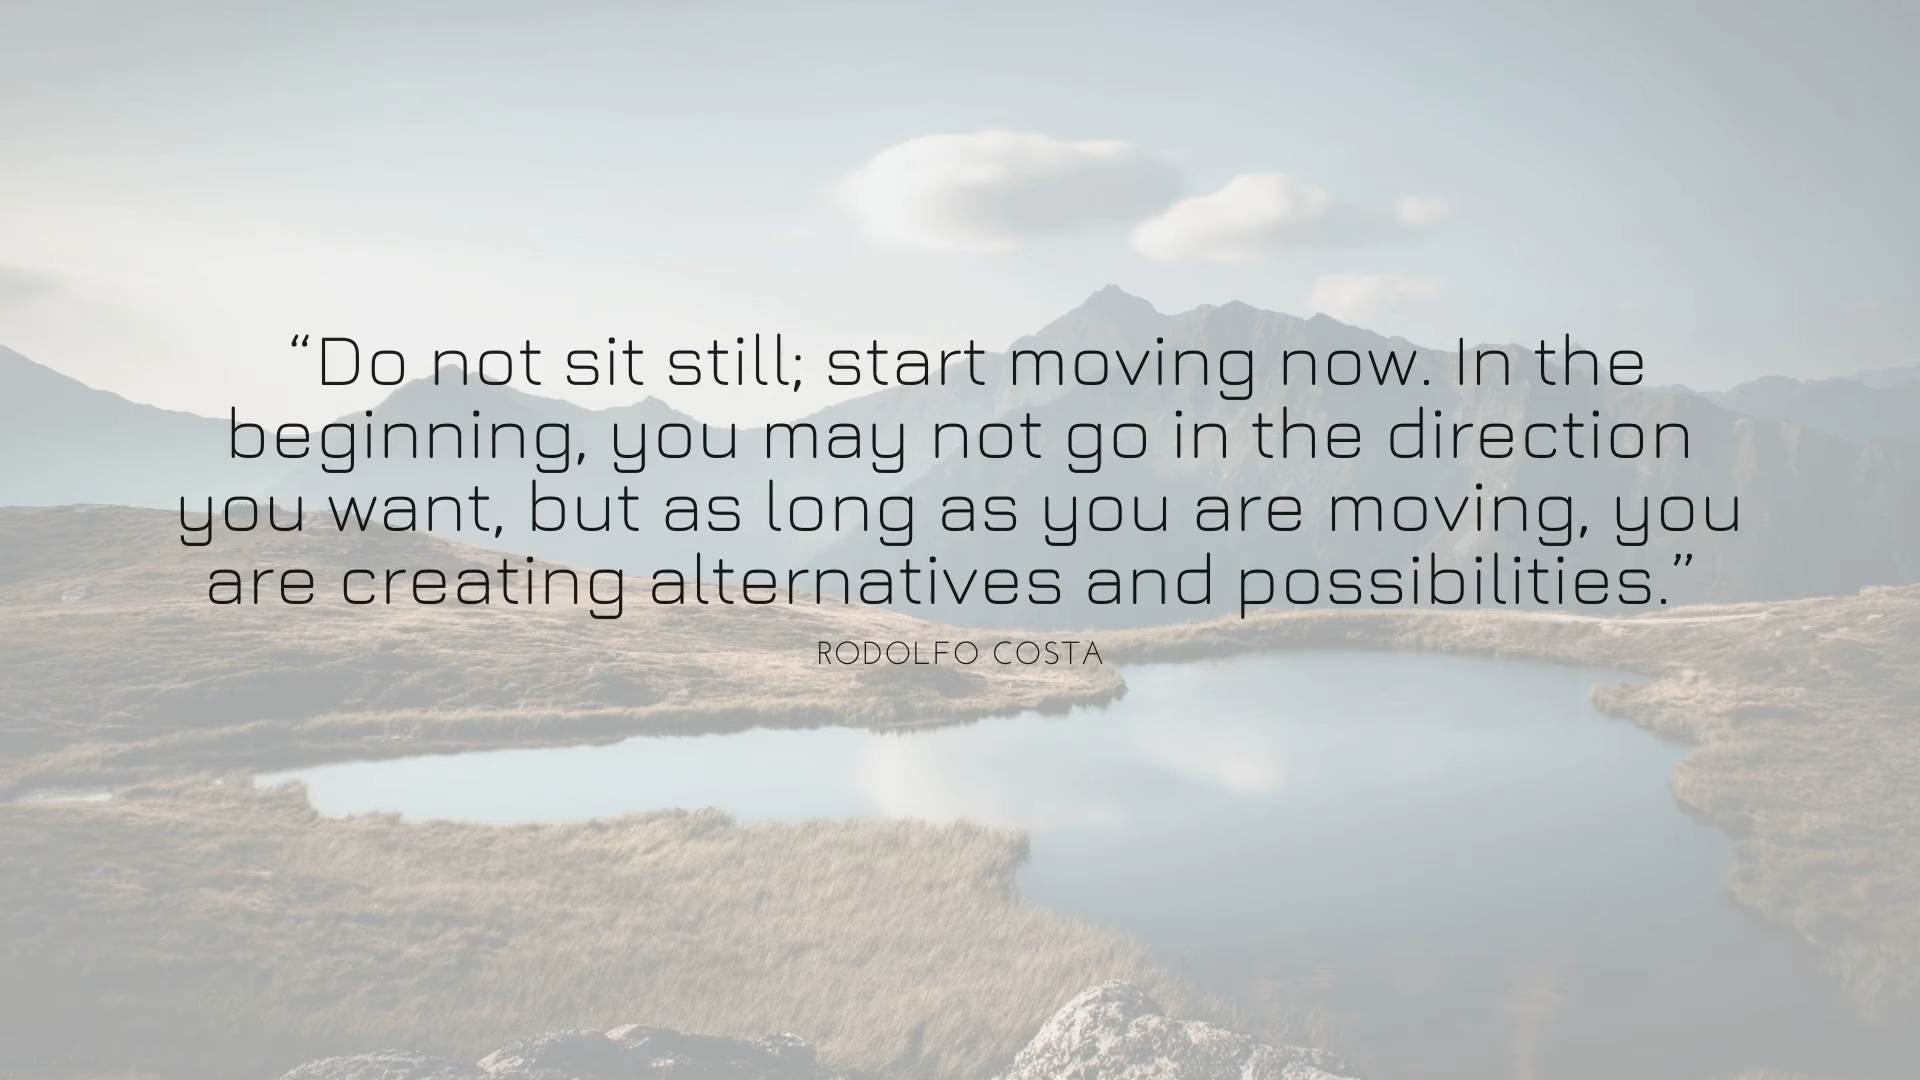 “Do not sit still; start moving now. In the
beginning, you may not go in the direction
you want, but as long as you are moving, you
are creating alternatives and possibilities.”
RODOLFO COSTA